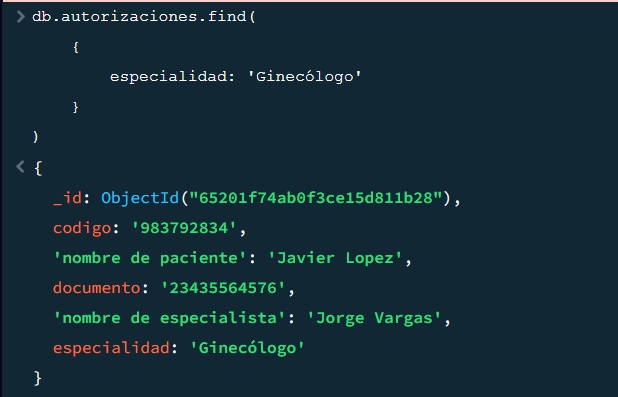 > db.autorizaciones.find(
{
especialidad: 'Ginecólogo'
}
)
< {
_id: ObjectId("65201f74ab0f3ce15d811b28"),
codigo: '983792834',
'nombre de paciente': 'Javier Lopez',
documento: '23435564576',
'nombre de especialista': 'Jorge Vargas',
especialidad: 'Ginecólogo'
}